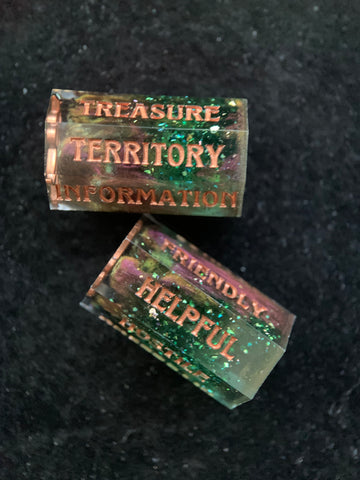 TREASURE
TERRITORY
INFORMATION
FRIENDLY
HELPFUL